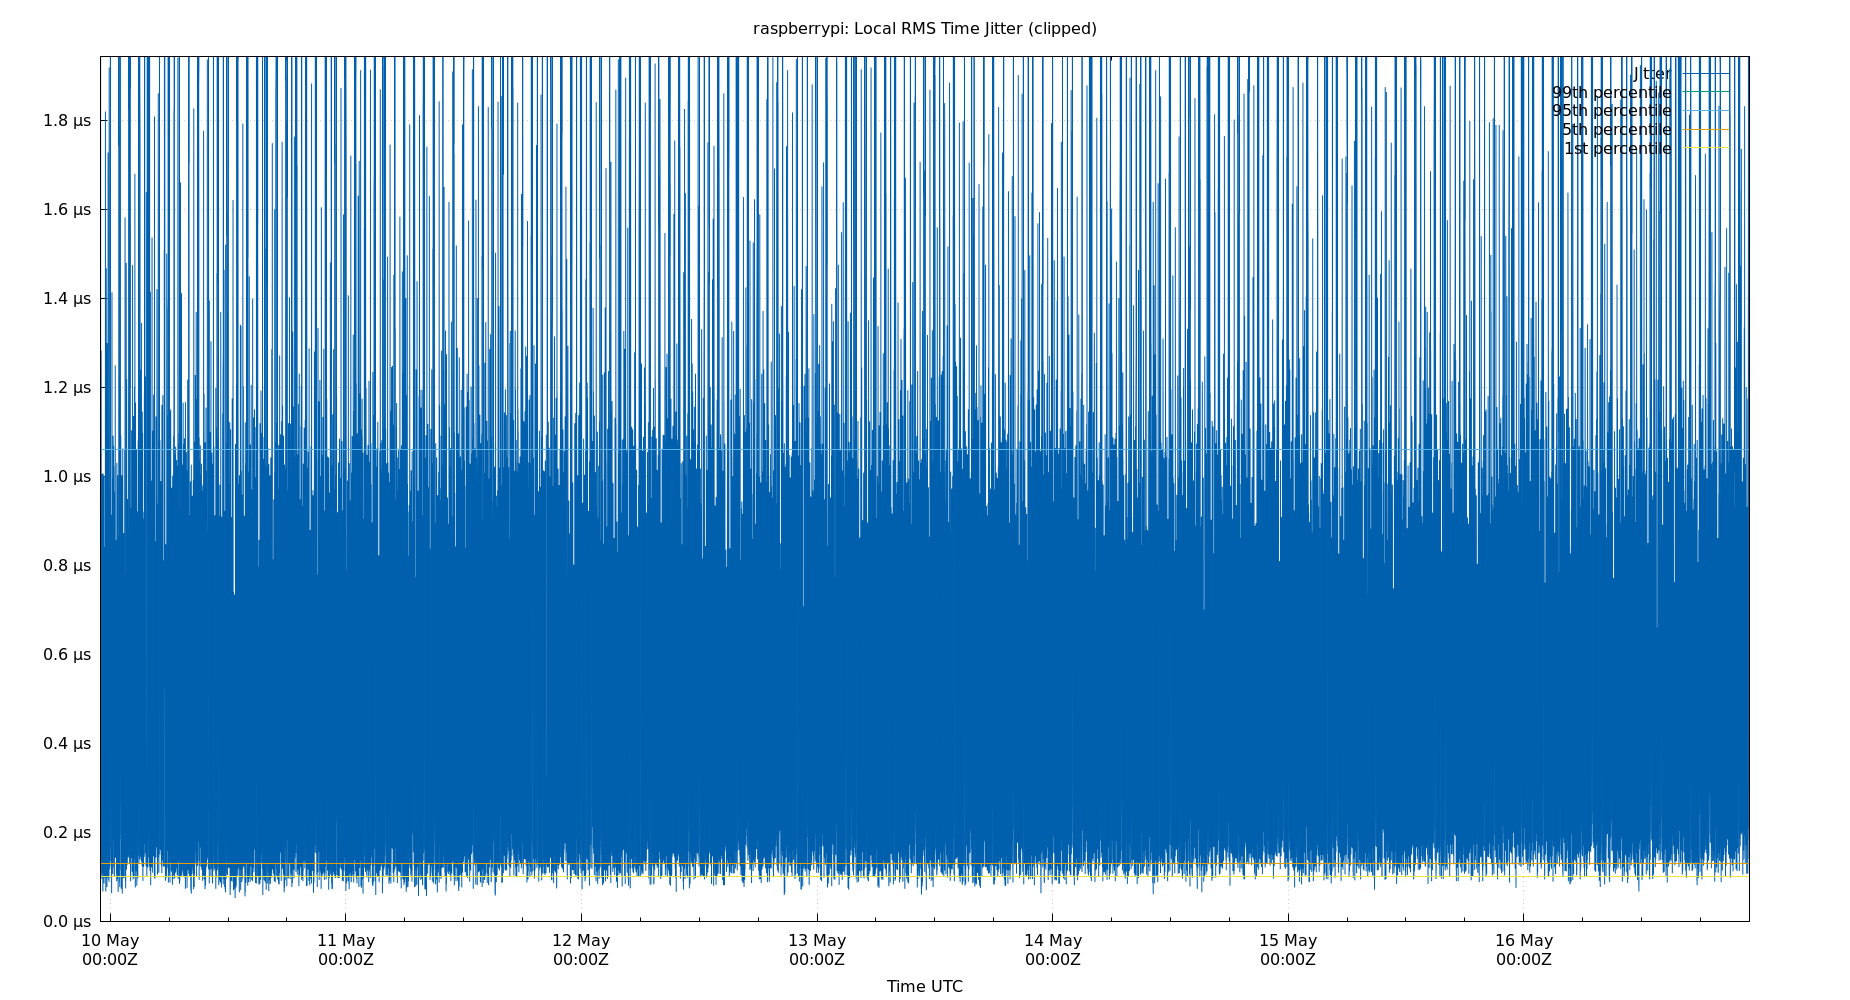 raspberrypi: Local RMS Time Jitter (clipped)
Jitter
99th percentile
95th percentile
5th percentile
1st percentile
1.8 µs
1.6 µs
1.4 µs
1.2 µs
1.0 µs
0.8 µs
0.6 µs
0.4 µs
0.2 µs
0.0 µs
10 May 11 May 12 May 13 May 14 May 15 May 16 May
00:00Z 00:00Z 00:00Z 00:00Z 00:00Z 00:00Z 00:00Z
Time UTC